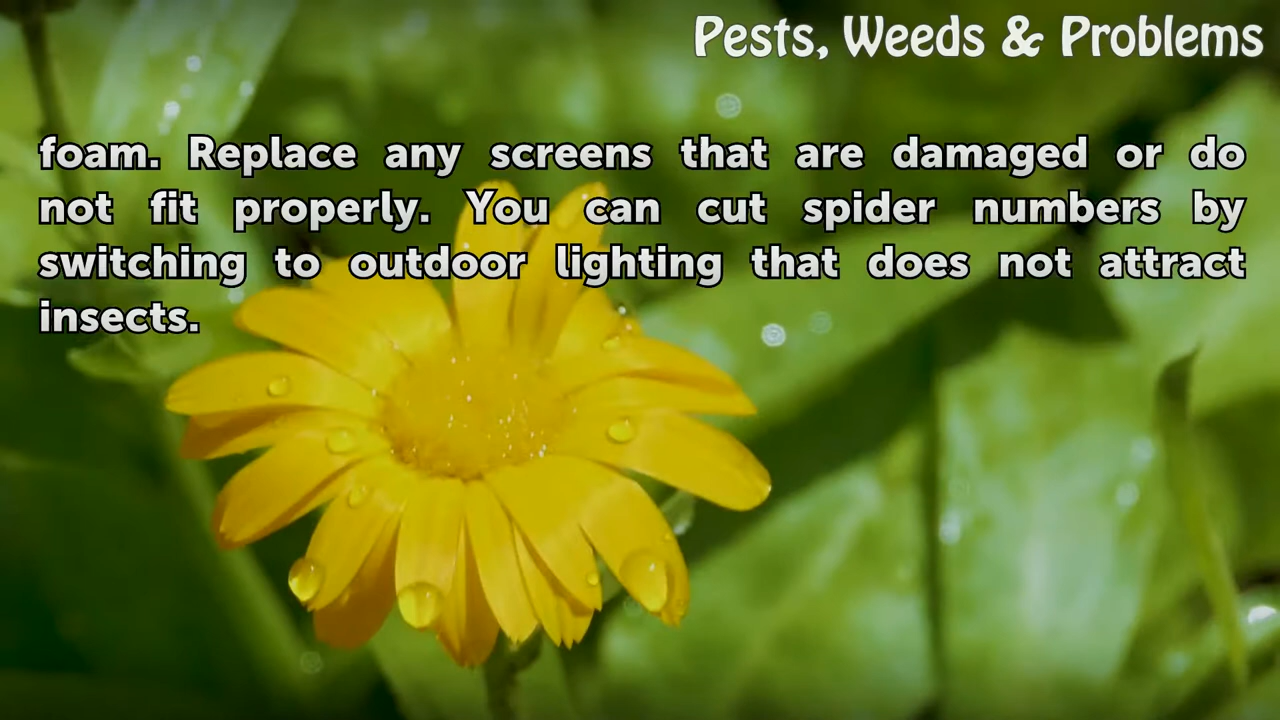 Pests, Weeds & Problems
foam. Replace any screens that are damaged or do
not fit properly. You can cut spider numbers by
switching to outdoor lighting that does not attract
insects.